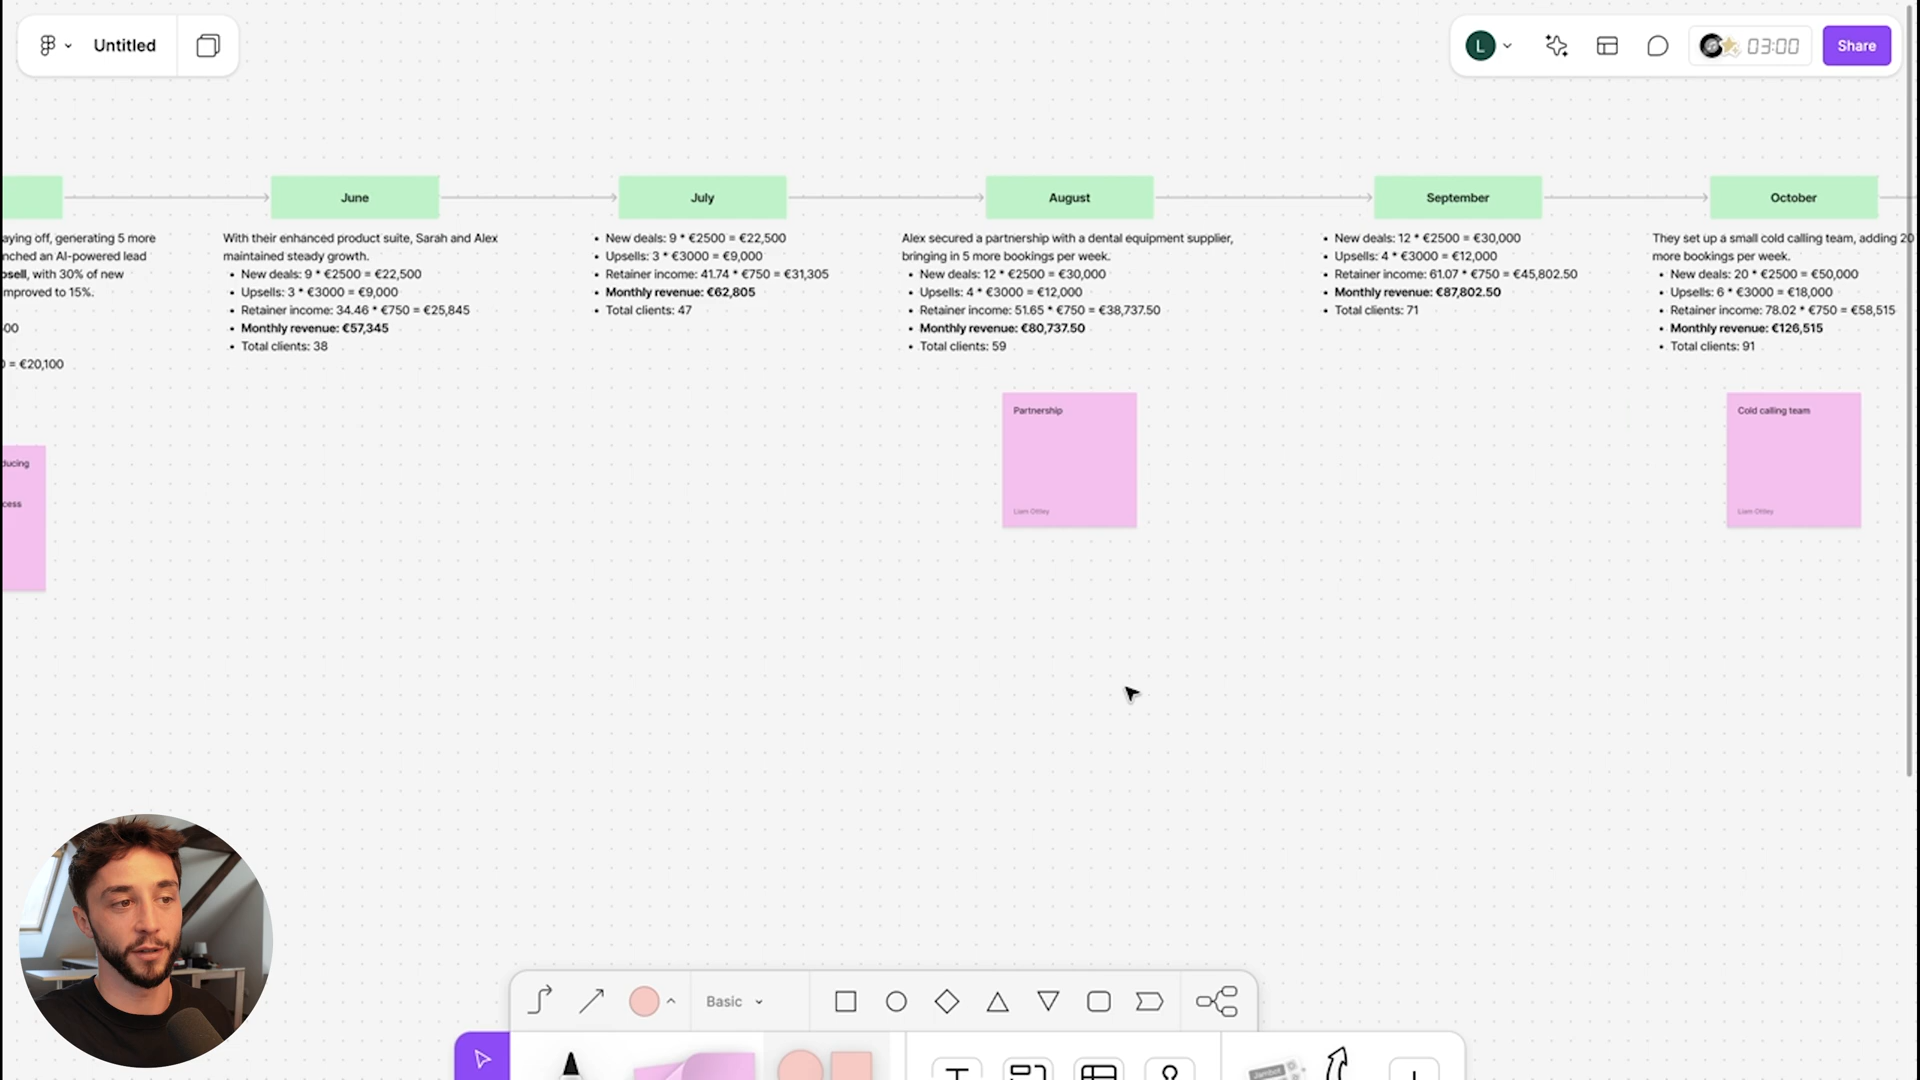 Untitled
L
03:00
Share
June
July
August
September
October
aying off, generating 5 more
nched an AI-powered lead
psell, with 30% of new
mproved to 15%.
= €20,100
With their enhanced product suite, Sarah and Alex
maintained steady growth.
• New deals: 9 * €2500 = €22,500
• Upsells: 3 * €3000 = €9,000
• Retainer income: 34.46 * €750 = €25,845
• Monthly revenue: €57,345
• Total clients: 38
• New deals: 9 * €2500 = €22,500
• Upsells: 3 * €3000 = €9,000
• Retainer income: 41.74 * €750 = €31,305
• Monthly revenue: €62,805
• Total clients: 47
Alex secured a partnership with a dental equipment supplier,
bringing in 5 more bookings per week.
• New deals: 12 * €2500 = €30,000
• Upsells: 4 * €3000 = €12,000
• Retainer income: 51.65 * €750 = €38,737.50
• Monthly revenue: €80,737.50
• Total clients: 59
• New deals: 12 * €2500 = €30,000
• Upsells: 4 * €3000 = €12,000
• Retainer income: 61.07 * €750 = €45,802.50
• Monthly revenue: €87,802.50
• Total clients: 71
They set up a small cold calling team, adding 20
more bookings per week.
• New deals: 20 * €2500 = €50,000
• Upsells: 6 * €3000 = €18,000
• Retainer income: 78.02 * €750 = €58,515
• Monthly revenue: €126,515
• Total clients: 91
ducing
cess
Partnership
Liam Ottley
Cold calling team
Liam Ottley
Basic
Jambot